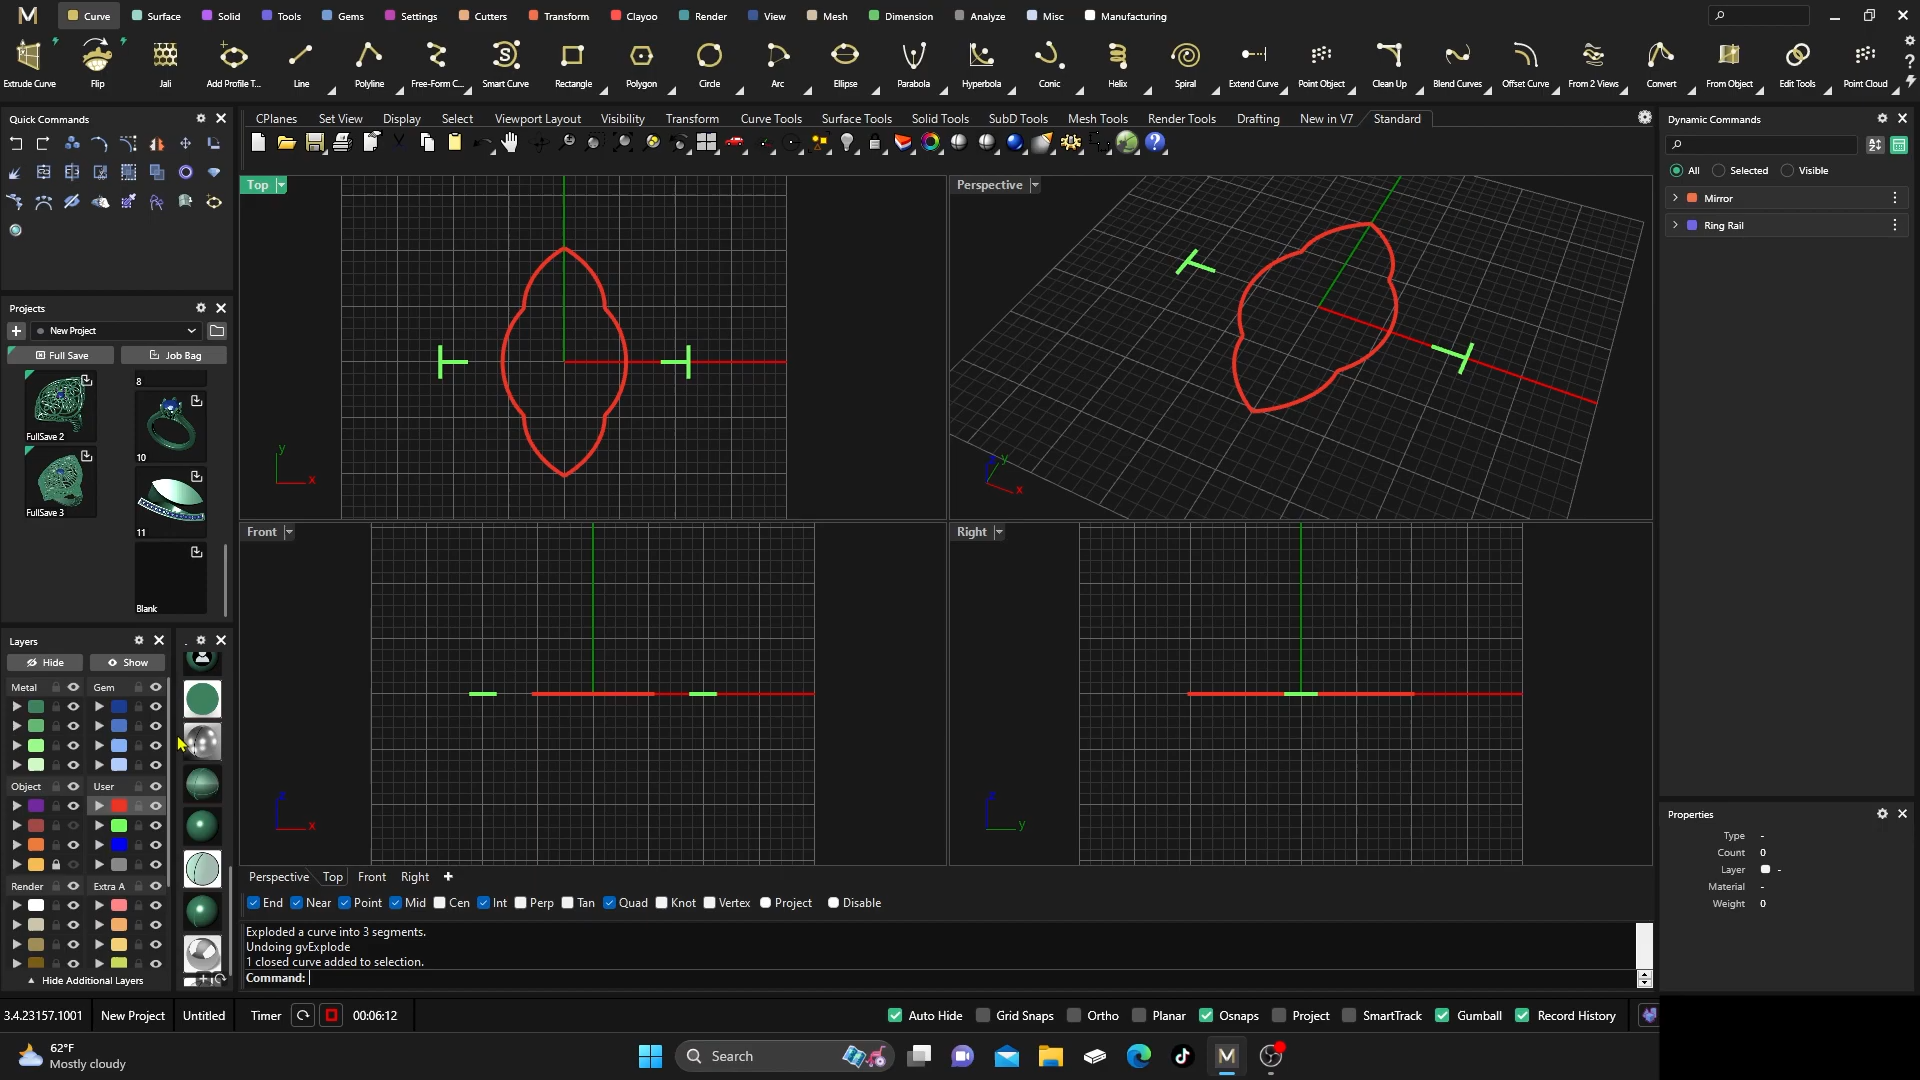 Curve Surface Solid Tools Gems Settings Cutters Transform Clayoo Render View Mesh Dimension Analyze Misc Manufacturing
Extrude Curve Flip Jali Add Profile T... Line Polyline Free-Form C... Smart Curve Rectangle Polygon Circle Arc Ellipse Parabola Hyperbola Conic Helix Spiral Extend Curve Point Object Clean Up Blend Curves Offset Curve From 2 Views Convert From Object Edit Tools Point Cloud
Quick Commands
CPlanes Set View Display Select Viewport Layout Visibility Transform Curve Tools Surface Tools Solid Tools SubD Tools Mesh Tools Render Tools Drafting New in V7 Standard
Dynamic Commands
All Selected Visible
Mirror
Ring Rail
Top
Perspective
Projects
New Project
Full Save Job Bag
8
FullSave 2
10
FullSave 3
11
Blank
y
x
y
x
Front
Right
Layers
Hide Show
Metal Gem
Object User
Render Extra A
Hide Additional Layers
z
x
z
y
Perspective Top Front Right
End Near Point Mid Cen Int Perp Tan Quad Knot Vertex Project Disable
Exploded a curve into 3 segments.
Undoing gvExplode
1 closed curve added to selection.
Command:
Properties
Type -
Count 0
Layer -
Material -
Weight 0
3.4.23157.1001 New Project Untitled Timer 00:06:12 Auto Hide Grid Snaps Ortho Planar Osnaps Project SmartTrack Gumball Record History
62°F
Mostly cloudy
Search